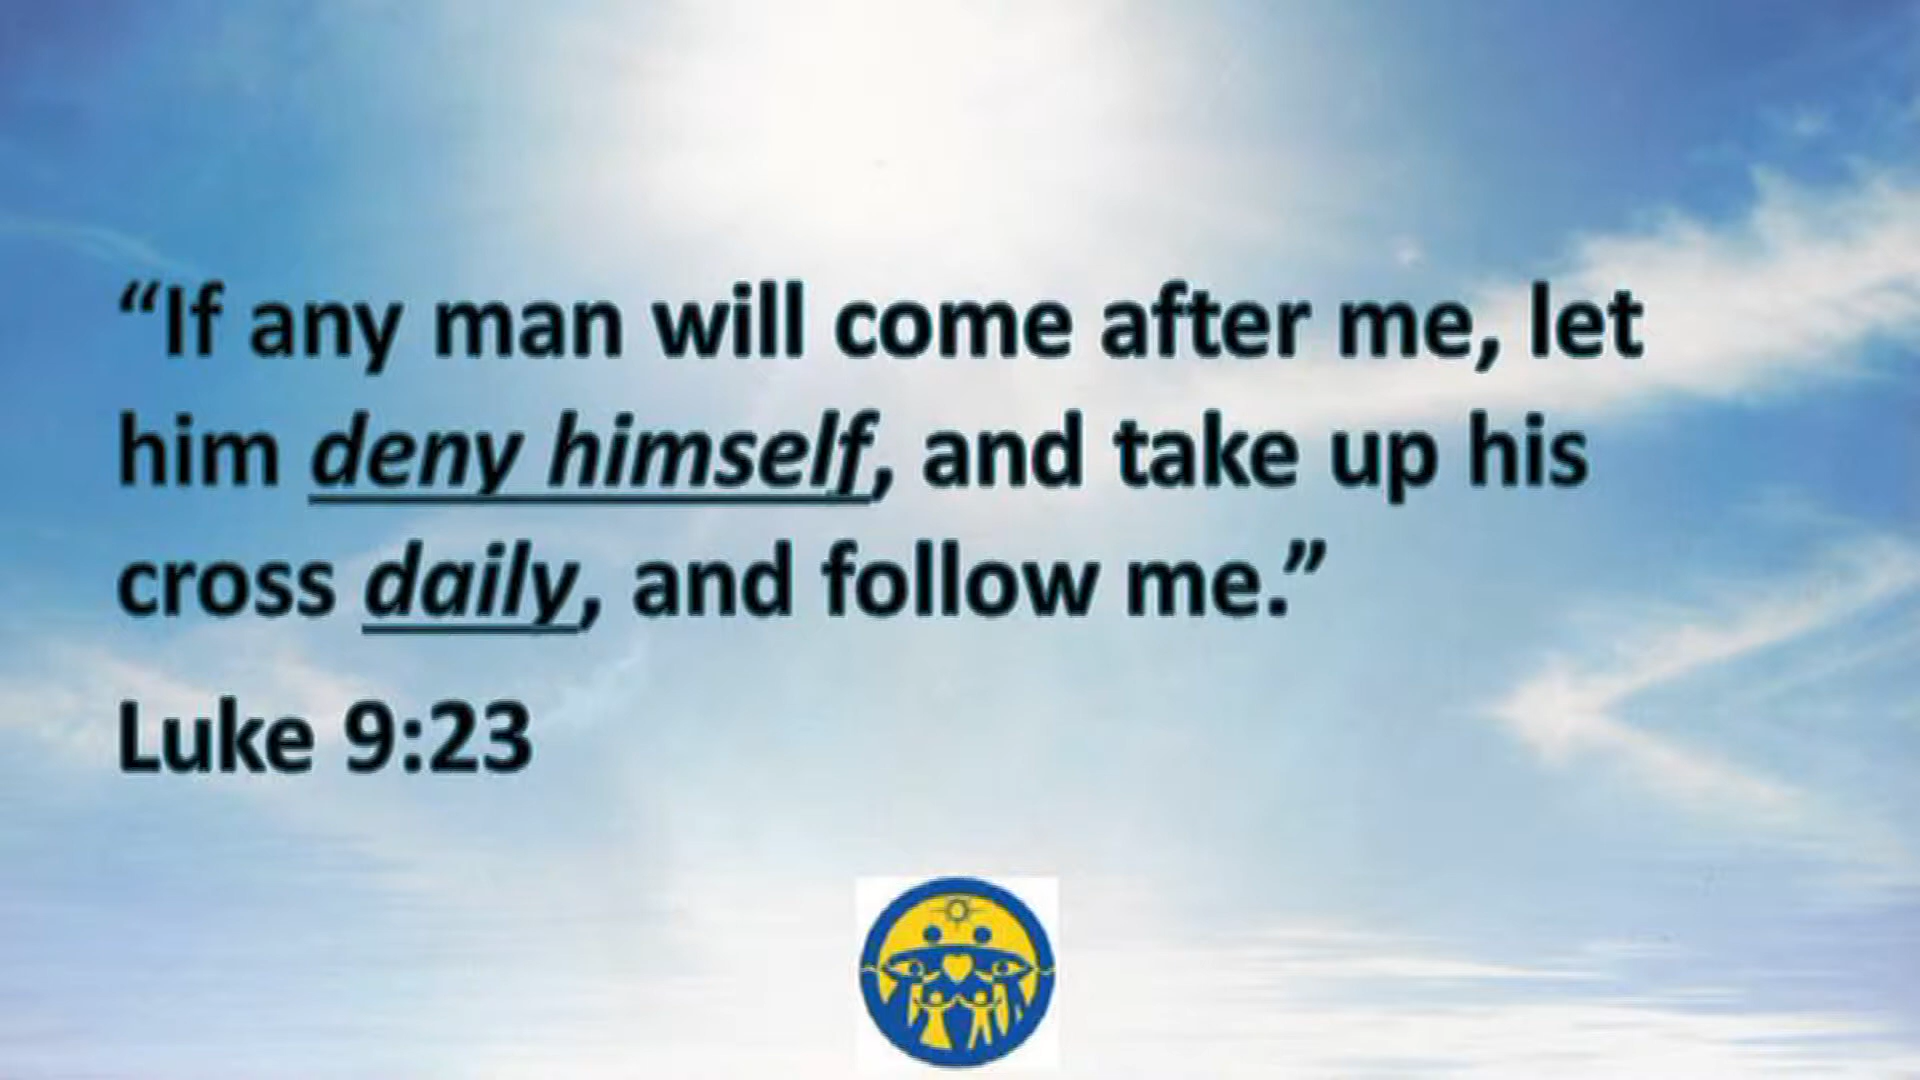 “If any man will come after me, let
him deny himself, and take up his
cross daily, and follow me.”
Luke 9:23